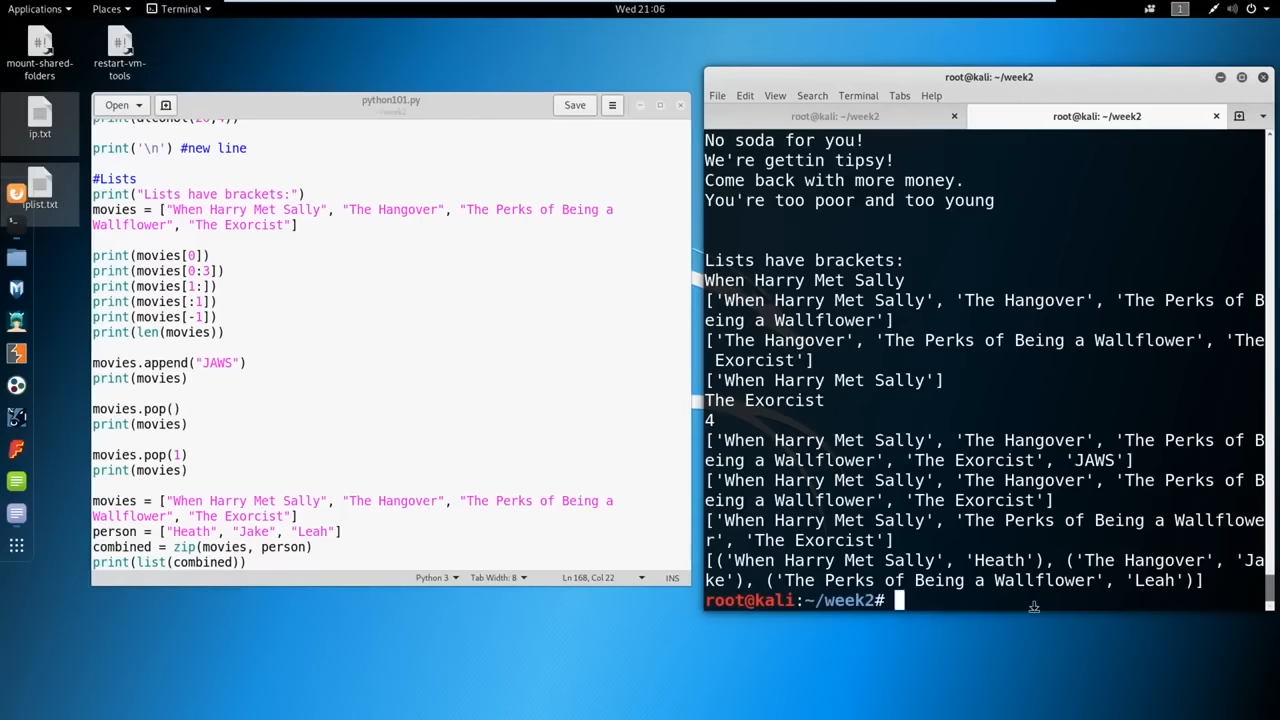 Applications
Places
Terminal
Wed 21:06
1
mount-shared-
folders
restart-vm-
tools
ip.txt
iplist.txt
Open
python101.py
~/week2
Save
print('\n') #new line
#Lists
print("Lists have brackets:")
movies = ["When Harry Met Sally", "The Hangover", "The Perks of Being a
Wallflower", "The Exorcist"]
print(movies[0])
print(movies[0:3])
print(movies[1:])
print(movies[:1])
print(movies[-1])
print(len(movies))
movies.append("JAWS")
print(movies)
movies.pop()
print(movies)
movies.pop(1)
print(movies)
movies = ["When Harry Met Sally", "The Hangover", "The Perks of Being a
Wallflower", "The Exorcist"]
person = ["Heath", "Jake", "Leah"]
combined = zip(movies, person)
print(list(combined))
Python 3
Tab Width: 8
Ln 168, Col 22
INS
root@kali: ~/week2
File Edit View Search Terminal Tabs Help
root@kali: ~/week2
root@kali: ~/week2
No soda for you!
We're gettin tipsy!
Come back with more money.
You're too poor and too young
Lists have brackets:
When Harry Met Sally
['When Harry Met Sally', 'The Hangover', 'The Perks of B
eing a Wallflower']
['The Hangover', 'The Perks of Being a Wallflower', 'The
 Exorcist']
['When Harry Met Sally']
The Exorcist
4
['When Harry Met Sally', 'The Hangover', 'The Perks of B
eing a Wallflower', 'The Exorcist', 'JAWS']
['When Harry Met Sally', 'The Hangover', 'The Perks of B
eing a Wallflower', 'The Exorcist']
['When Harry Met Sally', 'The Perks of Being a Wallflowe
r', 'The Exorcist']
[('When Harry Met Sally', 'Heath'), ('The Hangover', 'Ja
ke'), ('The Perks of Being a Wallflower', 'Leah')]
root@kali:~/week2#